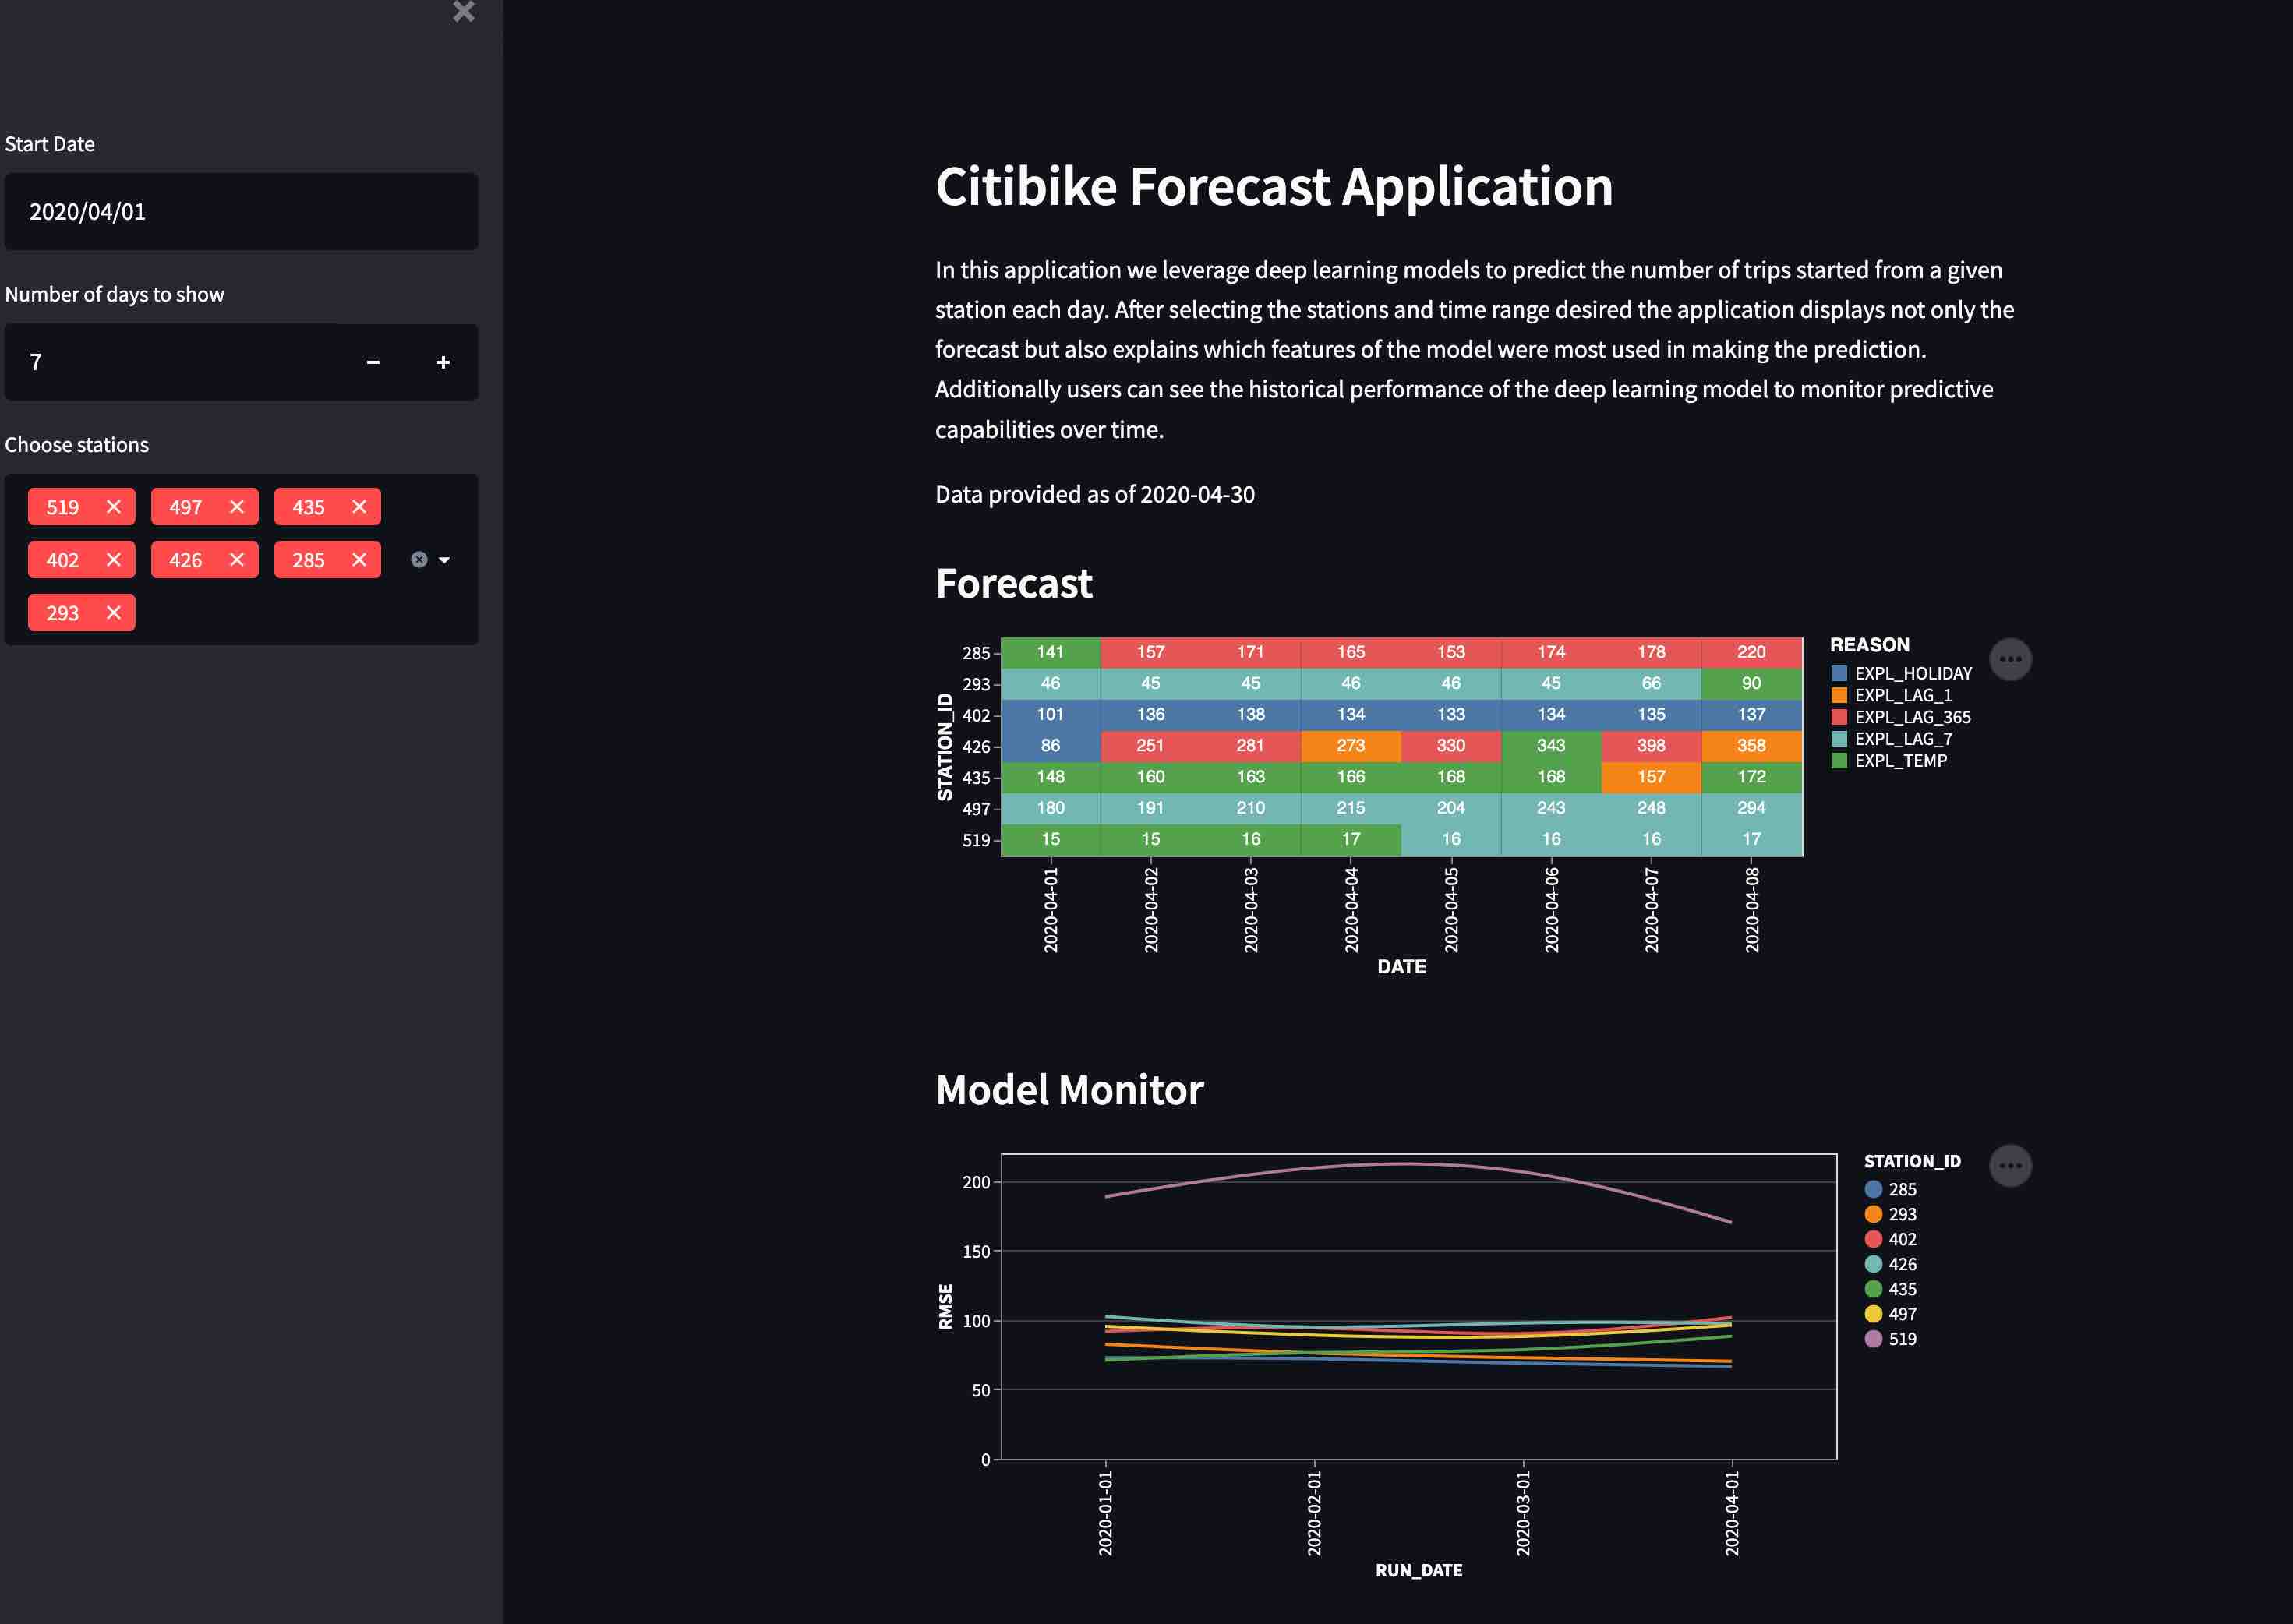 Start Date
2020/04/01
Number of days to show
7 − +
Choose stations
519 × 497 × 435 ×
402 × 426 × 285 ×
293 ×
Citibike Forecast Application
In this application we leverage deep learning models to predict the number of trips started from a given
station each day. After selecting the stations and time range desired the application displays not only the
forecast but also explains which features of the model were most used in making the prediction.
Additionally users can see the historical performance of the deep learning model to monitor predictive
capabilities over time.
Data provided as of 2020-04-30
Forecast
STATION_ID
285 141 157 171 165 153 174 178 220
293 46 45 45 46 46 45 66 90
402 101 136 138 134 133 134 135 137
426 86 251 281 273 330 343 398 358
435 148 160 163 166 168 168 157 172
497 180 191 210 215 204 243 248 294
519 15 15 16 17 16 16 16 17
2020-04-01 2020-04-02 2020-04-03 2020-04-04 2020-04-05 2020-04-06 2020-04-07 2020-04-08
DATE
REASON
EXPL_HOLIDAY
EXPL_LAG_1
EXPL_LAG_365
EXPL_LAG_7
EXPL_TEMP
Model Monitor
RMSE
200
150
100
50
0
2020-01-01 2020-02-01 2020-03-01 2020-04-01
RUN_DATE
STATION_ID
285
293
402
426
435
497
519